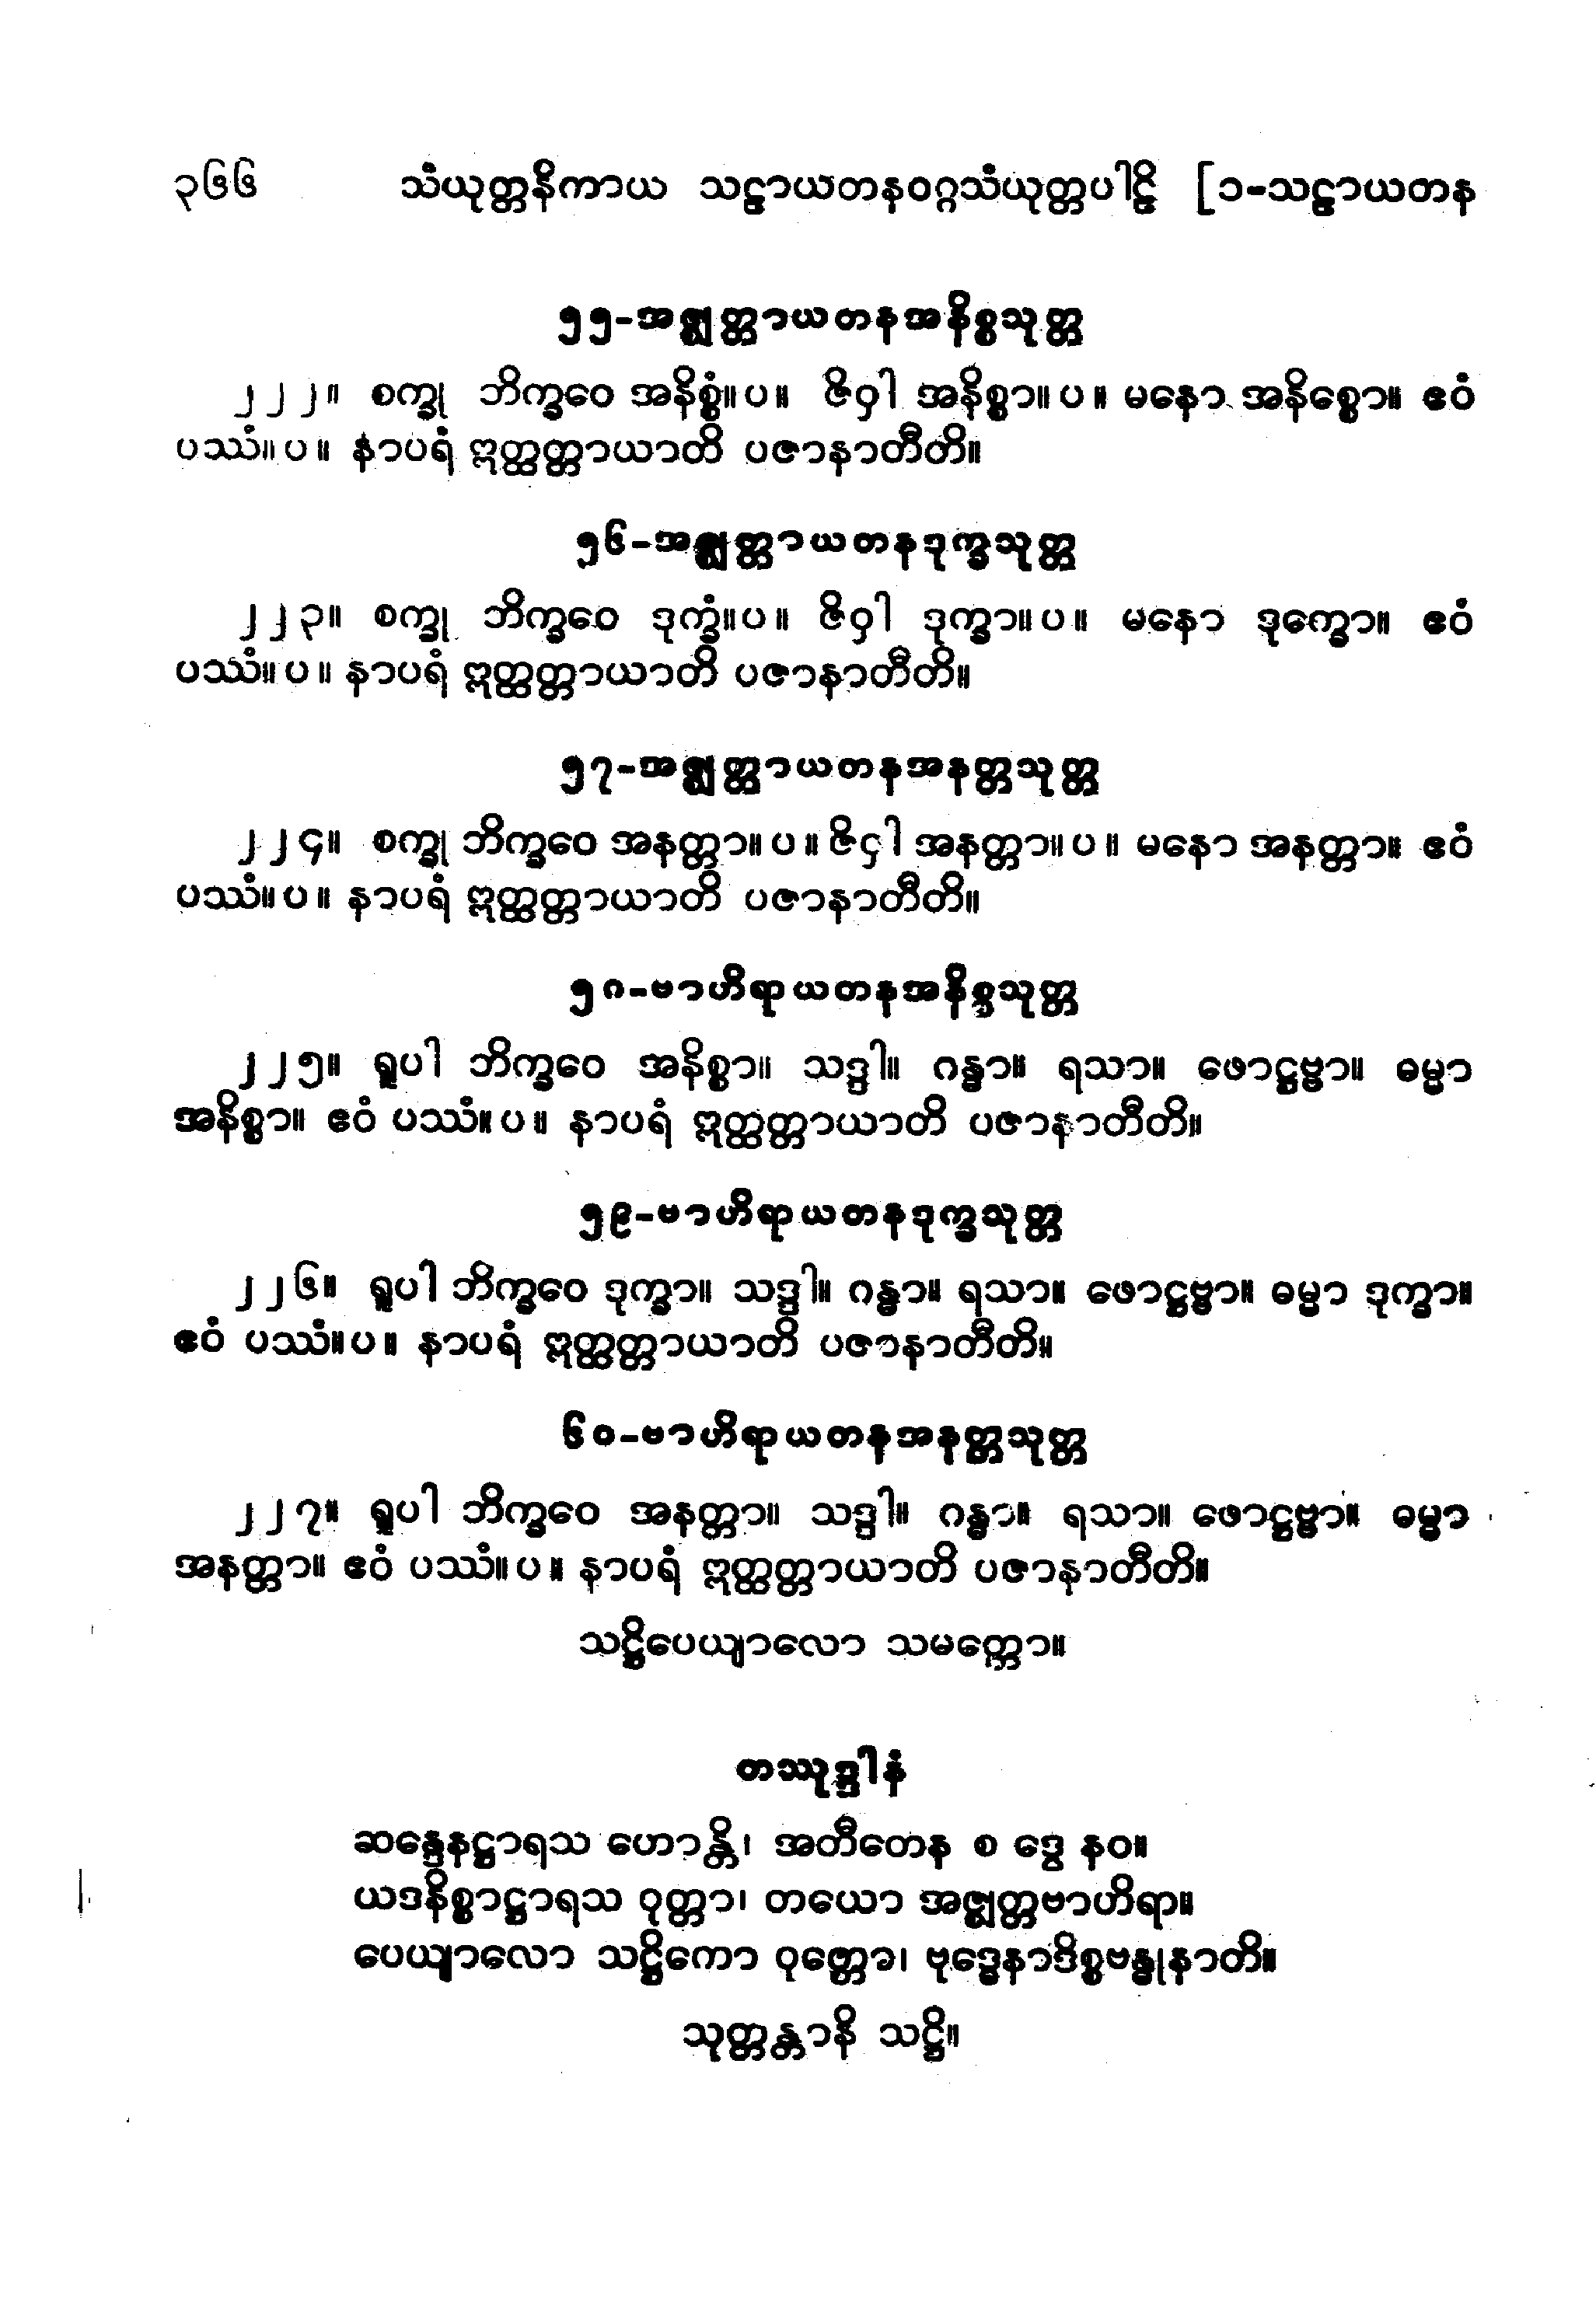 ၃၆၆ သံယုတ္တနိကာယ သဠာယတနဝဂ္ဂသံယုတ္တပါဠိ [၁-သဠာယတန
၅၅-အဇ္ဈတ္တာယတနအနိစ္စသုတ္တ
၂၂၂။ စက္ခု ဘိက္ခဝေ အနိစ္စံ။ပ။ ဇိဝှါ အနိစ္စာ။ပ။ မနော အနိစ္စော။ ဧဝံ
ပဿံ။ပ။ နာပရံ ဣတ္ထတ္တာယာတိ ပဇာနာတီတိ။
၅၆-အဇ္ဈတ္တာယတနဒုက္ခသုတ္တ
၂၂၃။ စက္ခု ဘိက္ခဝေ ဒုက္ခံ။ပ။ ဇိဝှါ ဒုက္ခာ။ပ။ မနော ဒုက္ခော။ ဧဝံ
ပဿံ။ပ။ နာပရံ ဣတ္ထတ္တာယာတိ ပဇာနာတီတိ။
၅၇-အဇ္ဈတ္တာယတနအနတ္တသုတ္တ
၂၂၄။ စက္ခု ဘိက္ခဝေ အနတ္တာ။ပ။ ဇိဝှါ အနတ္တာ။ပ။ မနော အနတ္တာ။ ဧဝံ
ပဿံ။ပ။ နာပရံ ဣတ္ထတ္တာယာတိ ပဇာနာတီတိ။
၅၈-ဗာဟိရာယတနအနိစ္စသုတ္တ
၂၂၅။ ရူပါ ဘိက္ခဝေ အနိစ္စာ။ သဒ္ဒါ။ ဂန္ဓာ။ ရသာ။ ဖောဋ္ဌဗ္ဗာ။ ဓမ္မာ
အနိစ္စာ။ ဧဝံ ပဿံ။ပ။ နာပရံ ဣတ္ထတ္တာယာတိ ပဇာနာတီတိ။
၅၉-ဗာဟိရာယတနဒုက္ခသုတ္တ
၂၂၆။ ရူပါ ဘိက္ခဝေ ဒုက္ခာ။ သဒ္ဒါ။ ဂန္ဓာ။ ရသာ။ ဖောဋ္ဌဗ္ဗာ။ ဓမ္မာ ဒုက္ခာ။
ဧဝံ ပဿံ။ပ။ နာပရံ ဣတ္ထတ္တာယာတိ ပဇာနာတီတိ။
၆၀-ဗာဟိရာယတနအနတ္တသုတ္တ
၂၂၇။ ရူပါ ဘိက္ခဝေ အနတ္တာ။ သဒ္ဒါ။ ဂန္ဓာ။ ရသာ။ ဖောဋ္ဌဗ္ဗာ။ ဓမ္မာ
အနတ္တာ။ ဧဝံ ပဿံ။ပ။ နာပရံ ဣတ္ထတ္တာယာတိ ပဇာနာတီတိ။
သဋ္ဌိပေယျာလော သမတ္တော။
တဿုဒ္ဒါနံ
ဆန္ဒေနဋ္ဌာရသ ဟောန္တိ၊ အတီတေန စ ဒွေ နဝ။
ယဒနိစ္စာဋ္ဌာရသ ဝုတ္တာ၊ တယော အဇ္ဈတ္တဗာဟိရာ။
ပေယျာလော သဋ္ဌိကော ဝုတ္တော၊ ဗုဒ္ဓေနာဒိစ္စဗန္ဓုနာတိ။
သုတ္တန္တာနိ သဋ္ဌိ။